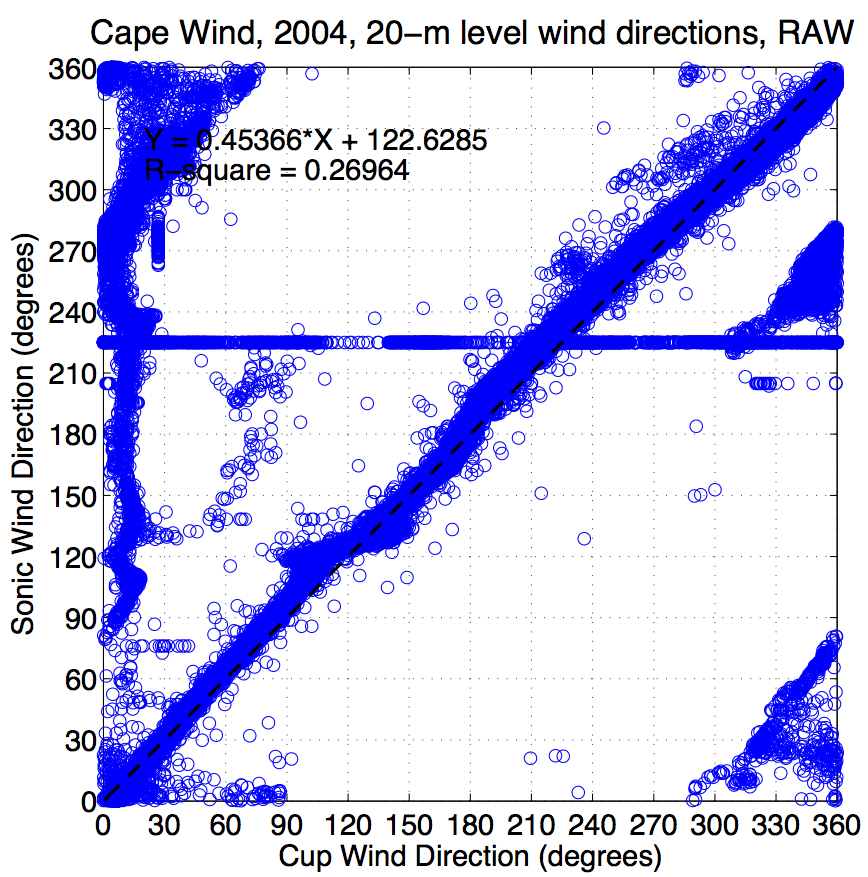 Cape Wind, 2004, 20-m level wind directions, RAW
360
330
300
270
240
210
180
150
120
90
60
30
0
Y = 0.45366*X + 122.6285
R-square = 0.26964
Sonic Wind Direction (degrees)
0 30 60 90 120 150 180 210 240 270 300 330 360
Cup Wind Direction (degrees)